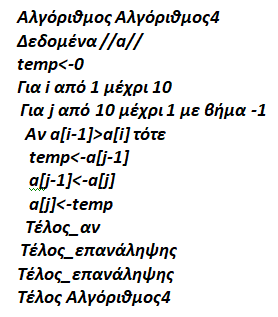 Αλγόριθμος Αλγόριθμος4
Δεδομένα //a//
temp<-0
Για i από 1 μέχρι 10
Για j από 10 μέχρι 1 με βήμα -1
Αν a[i-1]>a[i] τότε
temp<-a[j-1]
a[j-1]<-a[j]
a[j]<-temp
Τέλος_αν
Τέλος_επανάληψης
Τέλος_επανάληψης
Τέλος Αλγόριθμος4